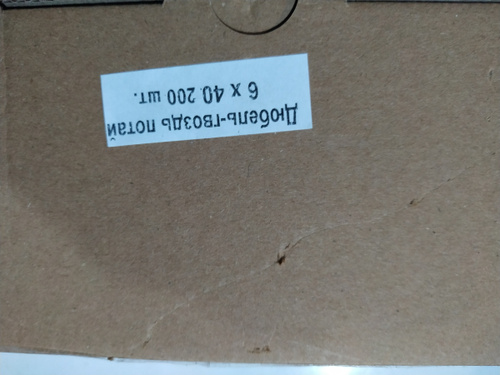 Дюбель-гвоздь потай
6 х 40 200 шт.